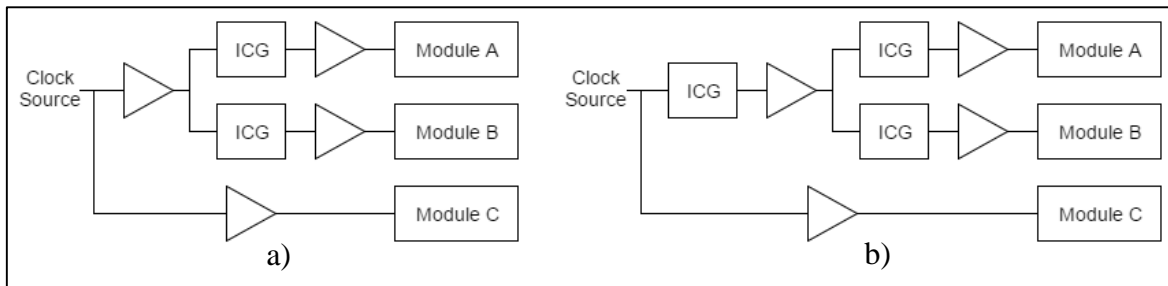 ICG
Module A
Clock
Source
ICG
Module B
Module C
a)
ICG
Module A
Clock
Source
ICG
ICG
Module B
Module C
b)